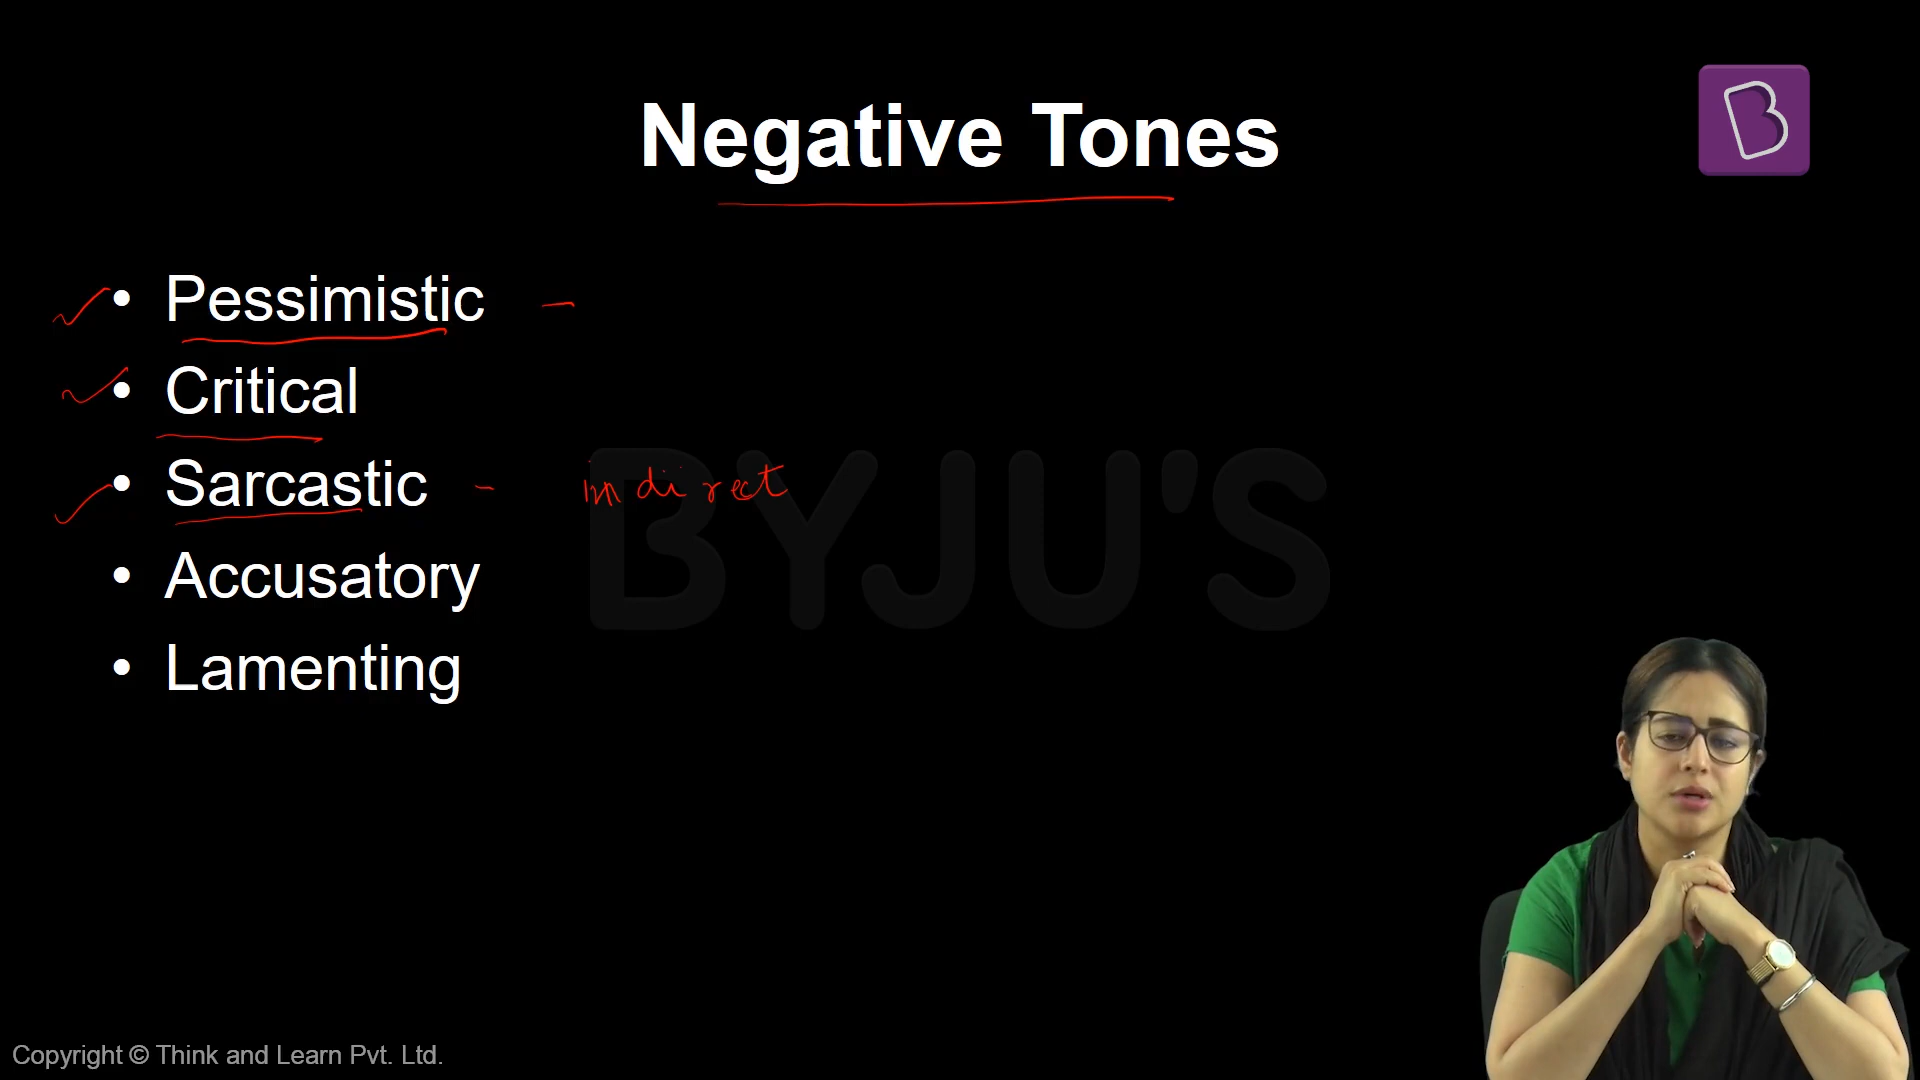 Negative Tones
• Pessimistic -
• Critical
• Sarcastic - indirect
• Accusatory
• Lamenting
BYJU'S
Copyright © Think and Learn Pvt. Ltd.